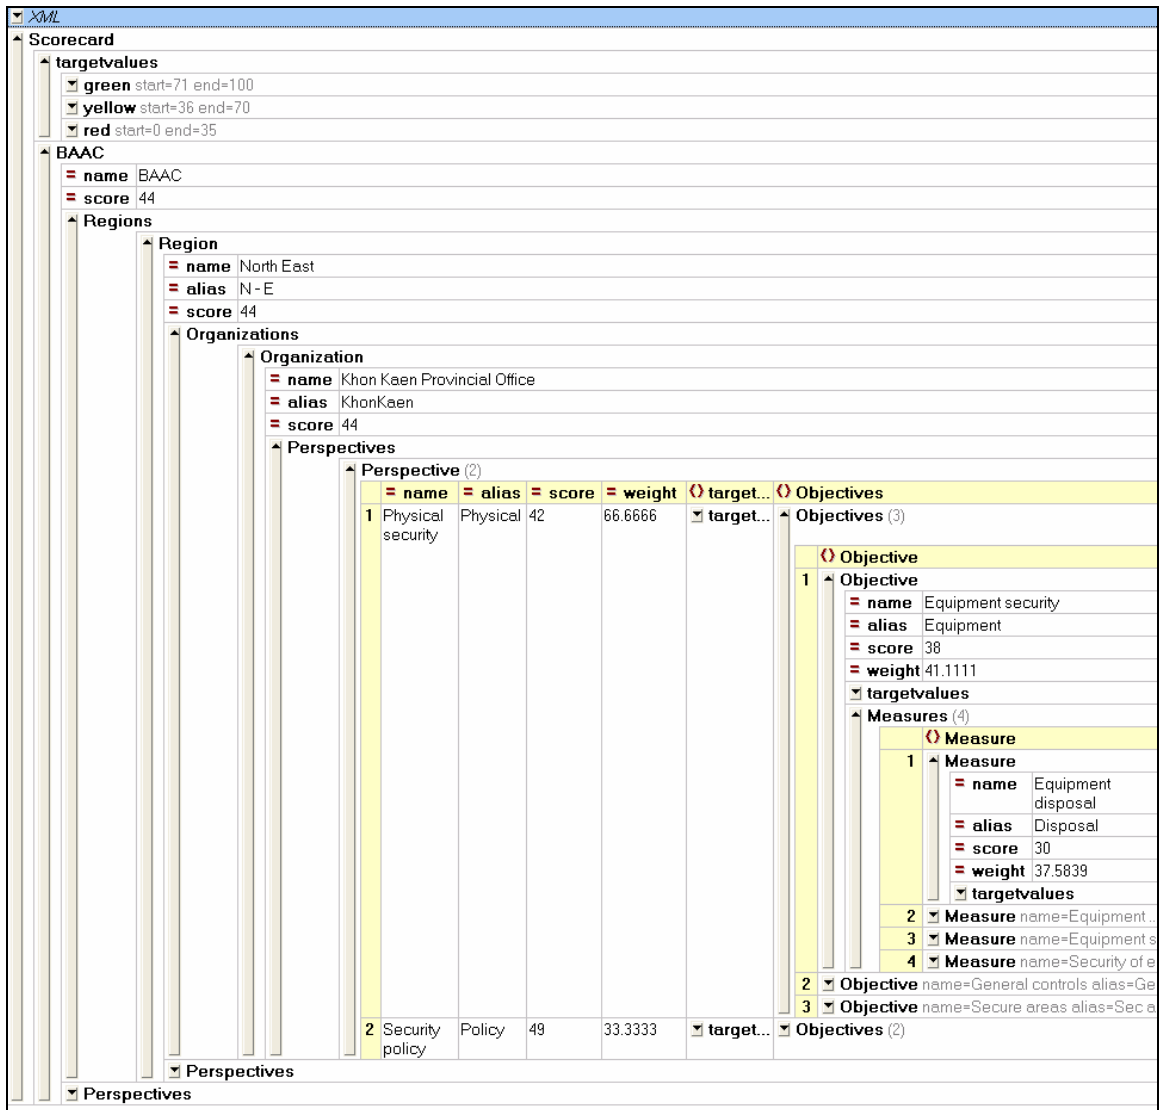 XML
Scorecard
targetvalues
green start=71 end=100
yellow start=36 end=70
red start=0 end=35
BAAC
= name BAAC
= score 44
Regions
Region
= name North East
= alias N - E
= score 44
Organizations
Organization
= name Khon Kaen Provincial Office
= alias KhonKaen
= score 44
Perspectives
Perspective (2)
= name = alias = score = weight <> target... <> Objectives
1 Physical Physical 42 66.6666 target... Objectives (3)
security
<> Objective
1 Objective
= name Equipment security
= alias Equipment
= score 38
= weight 41.1111
targetvalues
Measures (4)
<> Measure
1 Measure
= name Equipment
disposal
= alias Disposal
= score 30
= weight 37.5839
targetvalues
2 Measure name=Equipment ..
3 Measure name=Equipment s
4 Measure name=Security of e
2 Objective name=General controls alias=Ge
3 Objective name=Secure areas alias=Sec a
2 Security Policy 49 33.3333 target... Objectives (2)
policy
Perspectives
Perspectives